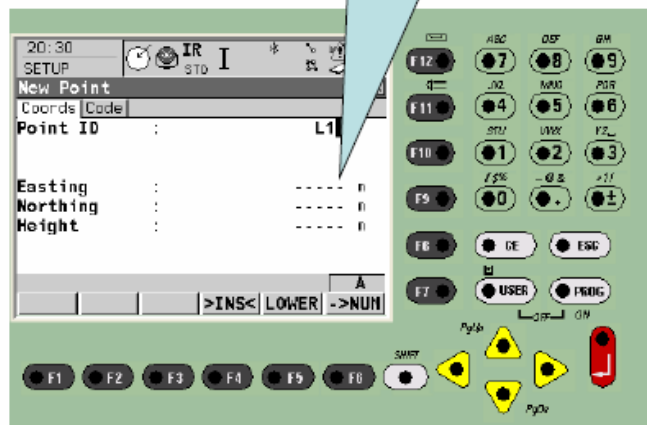 20:30
SETUP
IR
STD
I
New Point
Coords Code
Point ID : L1
Easting : ----- m
Northing : ----- m
Height : ----- m
A
>INS< LOWER ->NUM
F12 ABC 7 DEF 8 GHI 9
F11 JKL 4 MNO 5 PQR 6
F10 STU 1 VWX 2 YZ_ 3
F9 /$% 0 _@& . ±
F8 CE ESC
F7 USER PROG
OFF ON
PgUp
F1 F2 F3 F4 F5 F6 SHIFT
PgDn